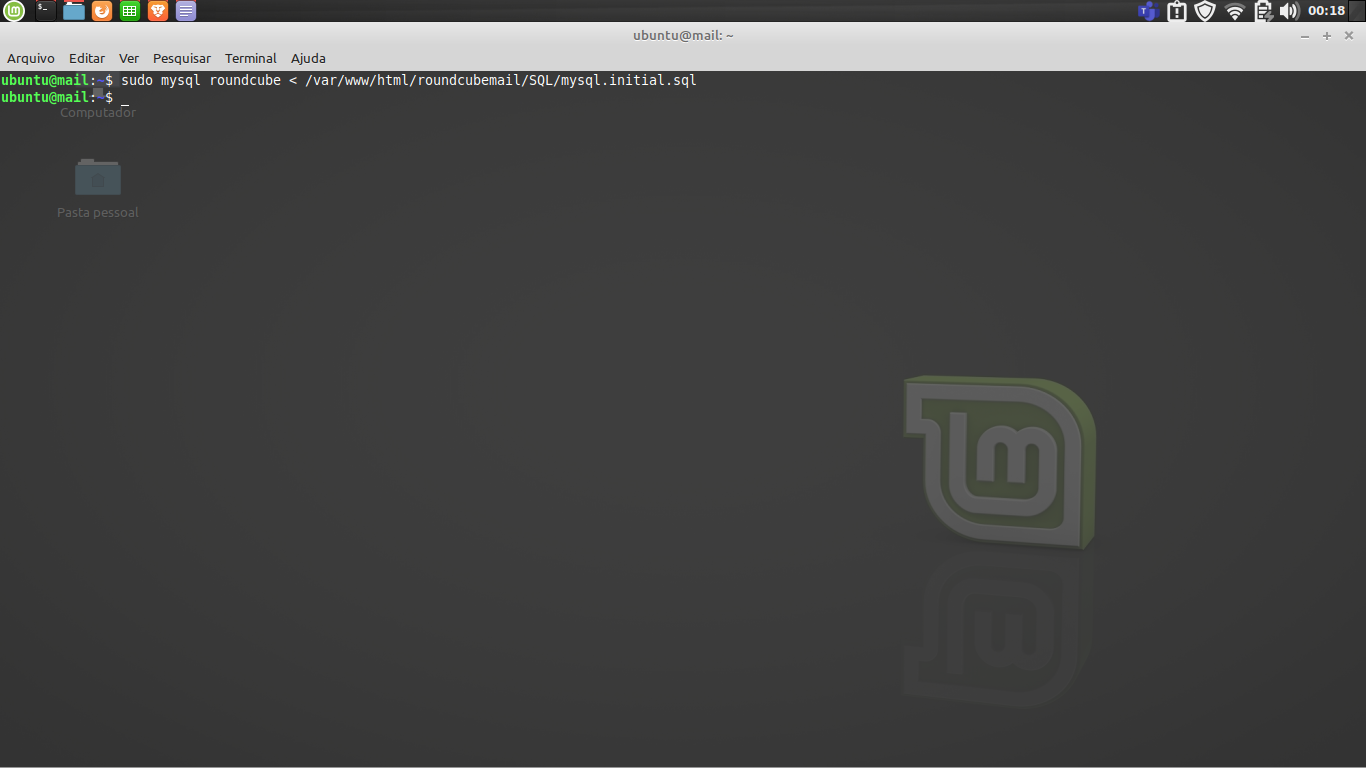 00:18
ubuntu@mail: ~
Arquivo Editar Ver Pesquisar Terminal Ajuda
ubuntu@mail:~$ sudo mysql roundcube < /var/www/html/roundcubemail/SQL/mysql.initial.sql
ubuntu@mail:~$ _
Computador
Pasta pessoal